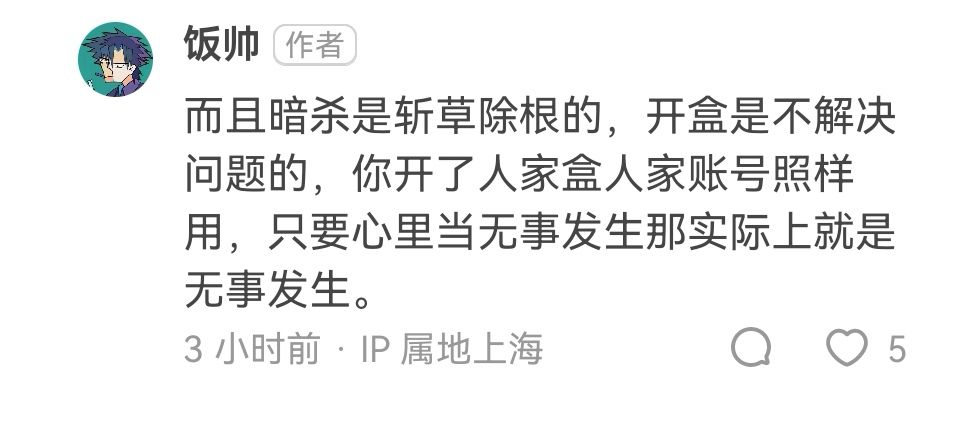 饭帅 作者
而且暗杀是斩草除根的，开盒是不解决
问题的，你开了人家盒人家账号照样
用，只要心里当无事发生那实际上就是
无事发生。
3 小时前 · IP 属地上海 5